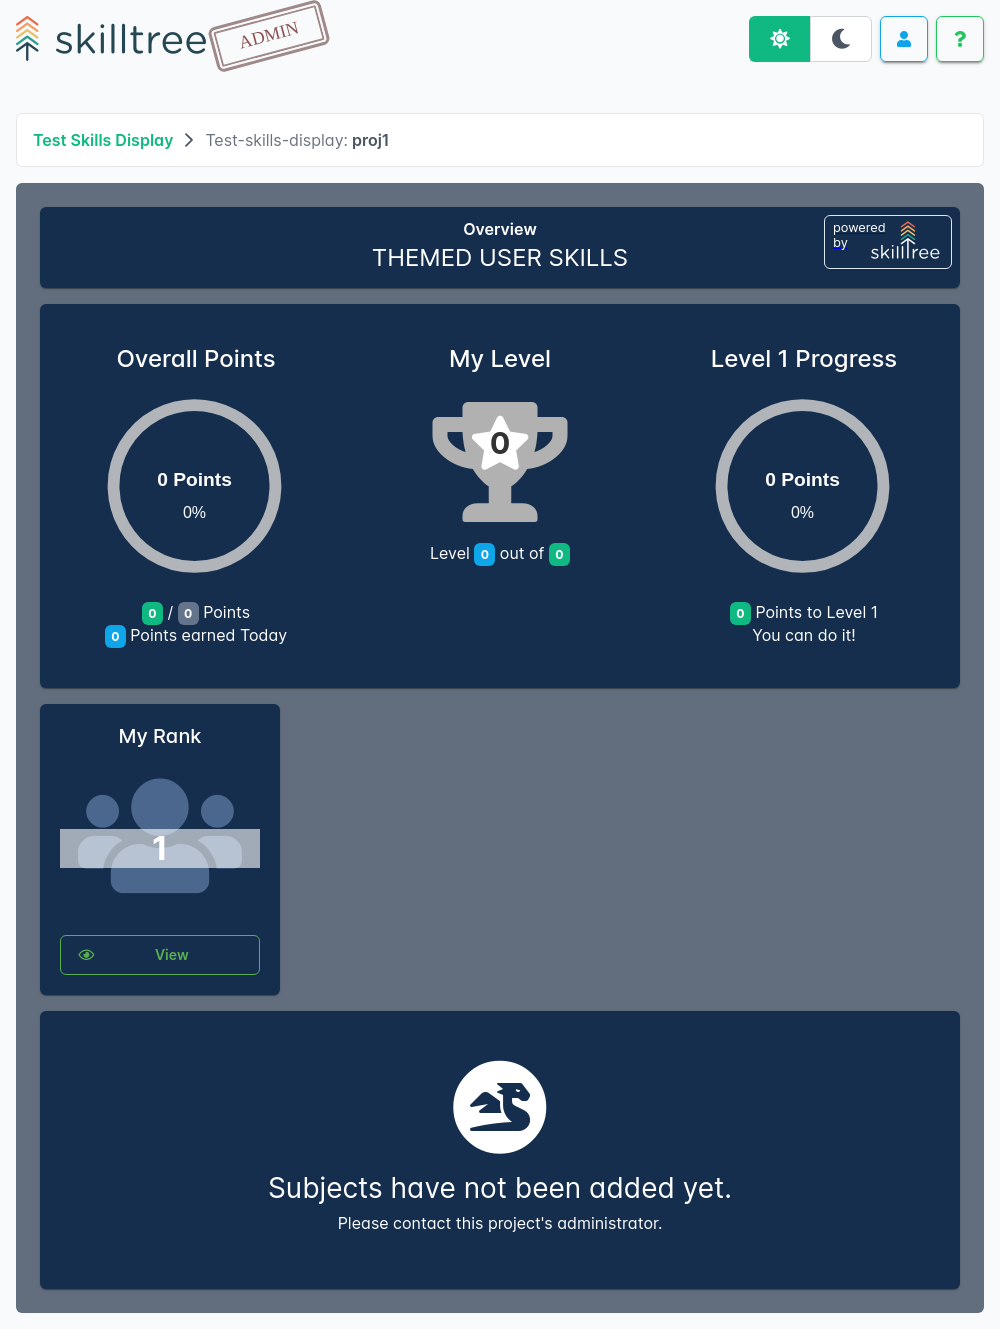 skilltree ADMIN
?
Test Skills Display > Test-skills-display: proj1
Overview
THEMED USER SKILLS
powered
by
skilltree
Overall Points
0 Points
0%
0 / 0 Points
0 Points earned Today
My Level
0
Level 0 out of 0
Level 1 Progress
0 Points
0%
0 Points to Level 1
You can do it!
My Rank
1
View
Subjects have not been added yet.
Please contact this project's administrator.